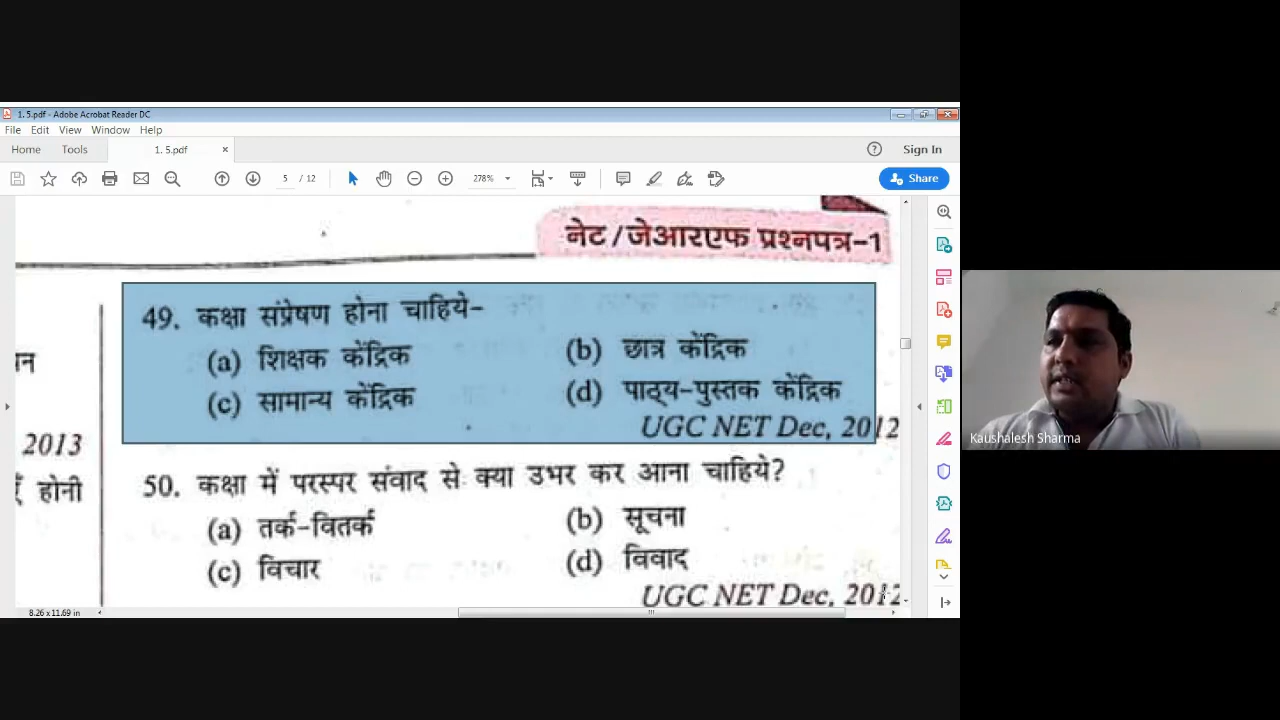 1. 5.pdf - Adobe Acrobat Reader DC
File Edit View Window Help
Home Tools 1. 5.pdf x Sign In
5 / 12 278% Share
नेट/जेआरएफ प्रश्नपत्र-1
49. कक्षा संप्रेषण होना चाहिये-
(a) शिक्षक केंद्रिक (b) छात्र केंद्रिक
(c) सामान्य केंद्रिक (d) पाठ्य-पुस्तक केंद्रिक
UGC NET Dec, 2012
2013
50. कक्षा में परस्पर संवाद से क्या उभर कर आना चाहिये?
होनी
(a) तर्क-वितर्क (b) सूचना
(c) विचार (d) विवाद
UGC NET Dec, 2012
8.26 x 11.69 in
Kaushalesh Sharma